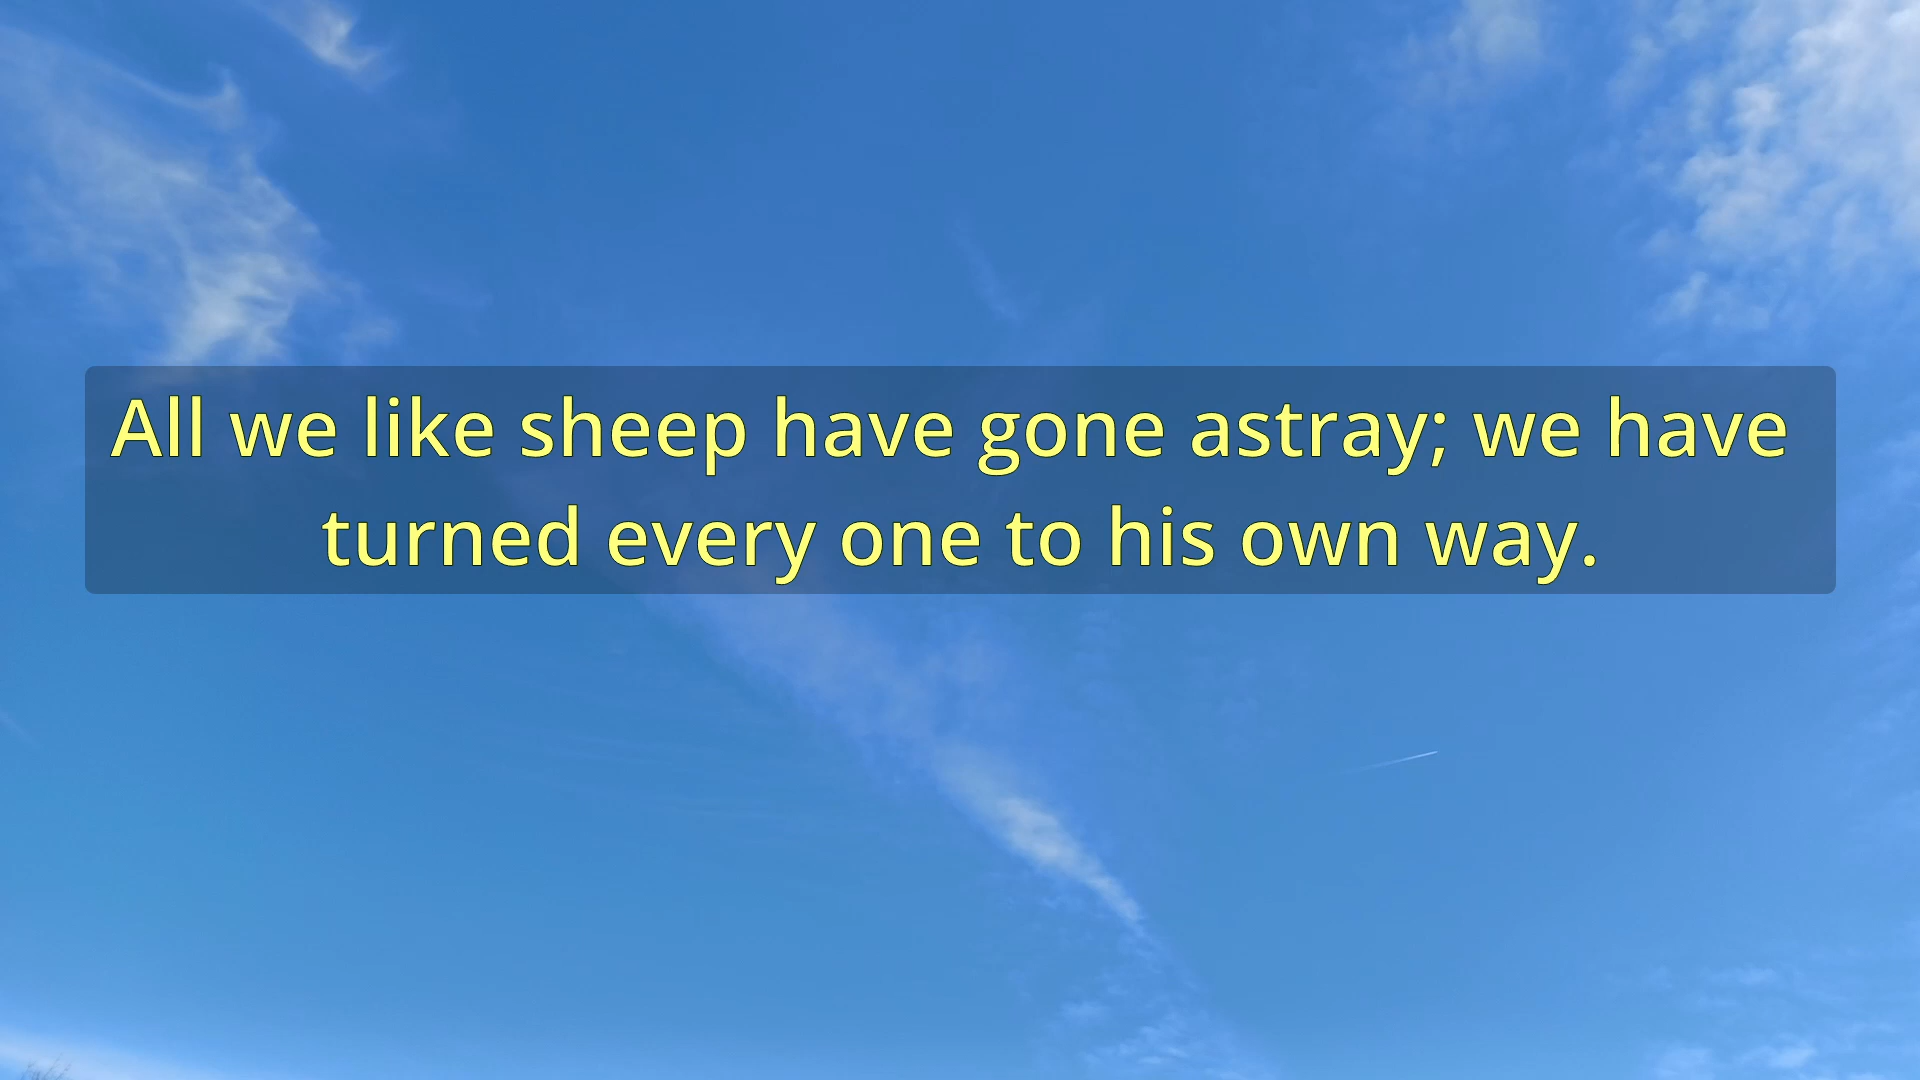 All we like sheep have gone astray; we have
turned every one to his own way.